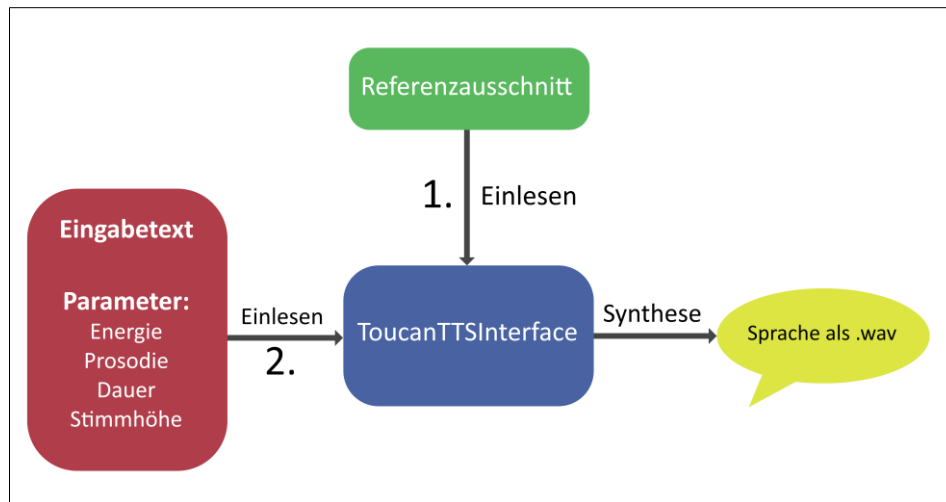 Referenzausschnitt
1. Einlesen
Eingabetext
Parameter:
Energie
Prosodie
Dauer
Stimmhöhe
Einlesen
2.
ToucanTTSInterface
Synthese
Sprache als .wav